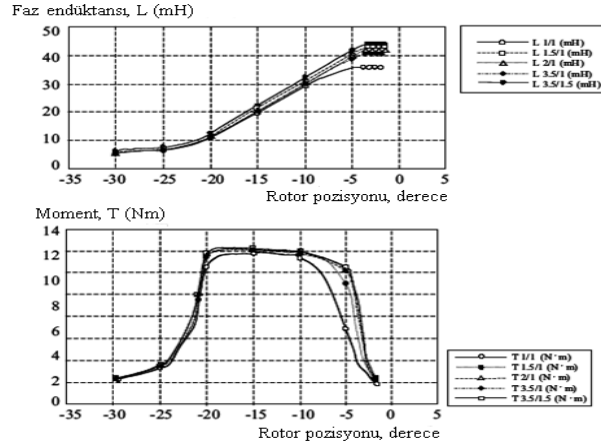 Faz endüktansı, L (mH)
50
40
30
20
10
0
-35 -30 -25 -20 -15 -10 -5 0 5
Rotor pozisyonu, derece
L 1/1 (mH)
L 1.5/1 (mH)
L 2/1 (mH)
L 3.5/1 (mH)
L 3.5/1.5 (mH)
Moment, T (Nm)
14
12
10
8
6
4
2
0
-35 -30 -25 -20 -15 -10 -5 0
Rotor pozisyonu, derece
T 1/1 (N·m)
T 1.5/1 (N·m)
T 2/1 (N·m)
T 3.5/1 (N·m)
T 3.5/1.5 (N·m)